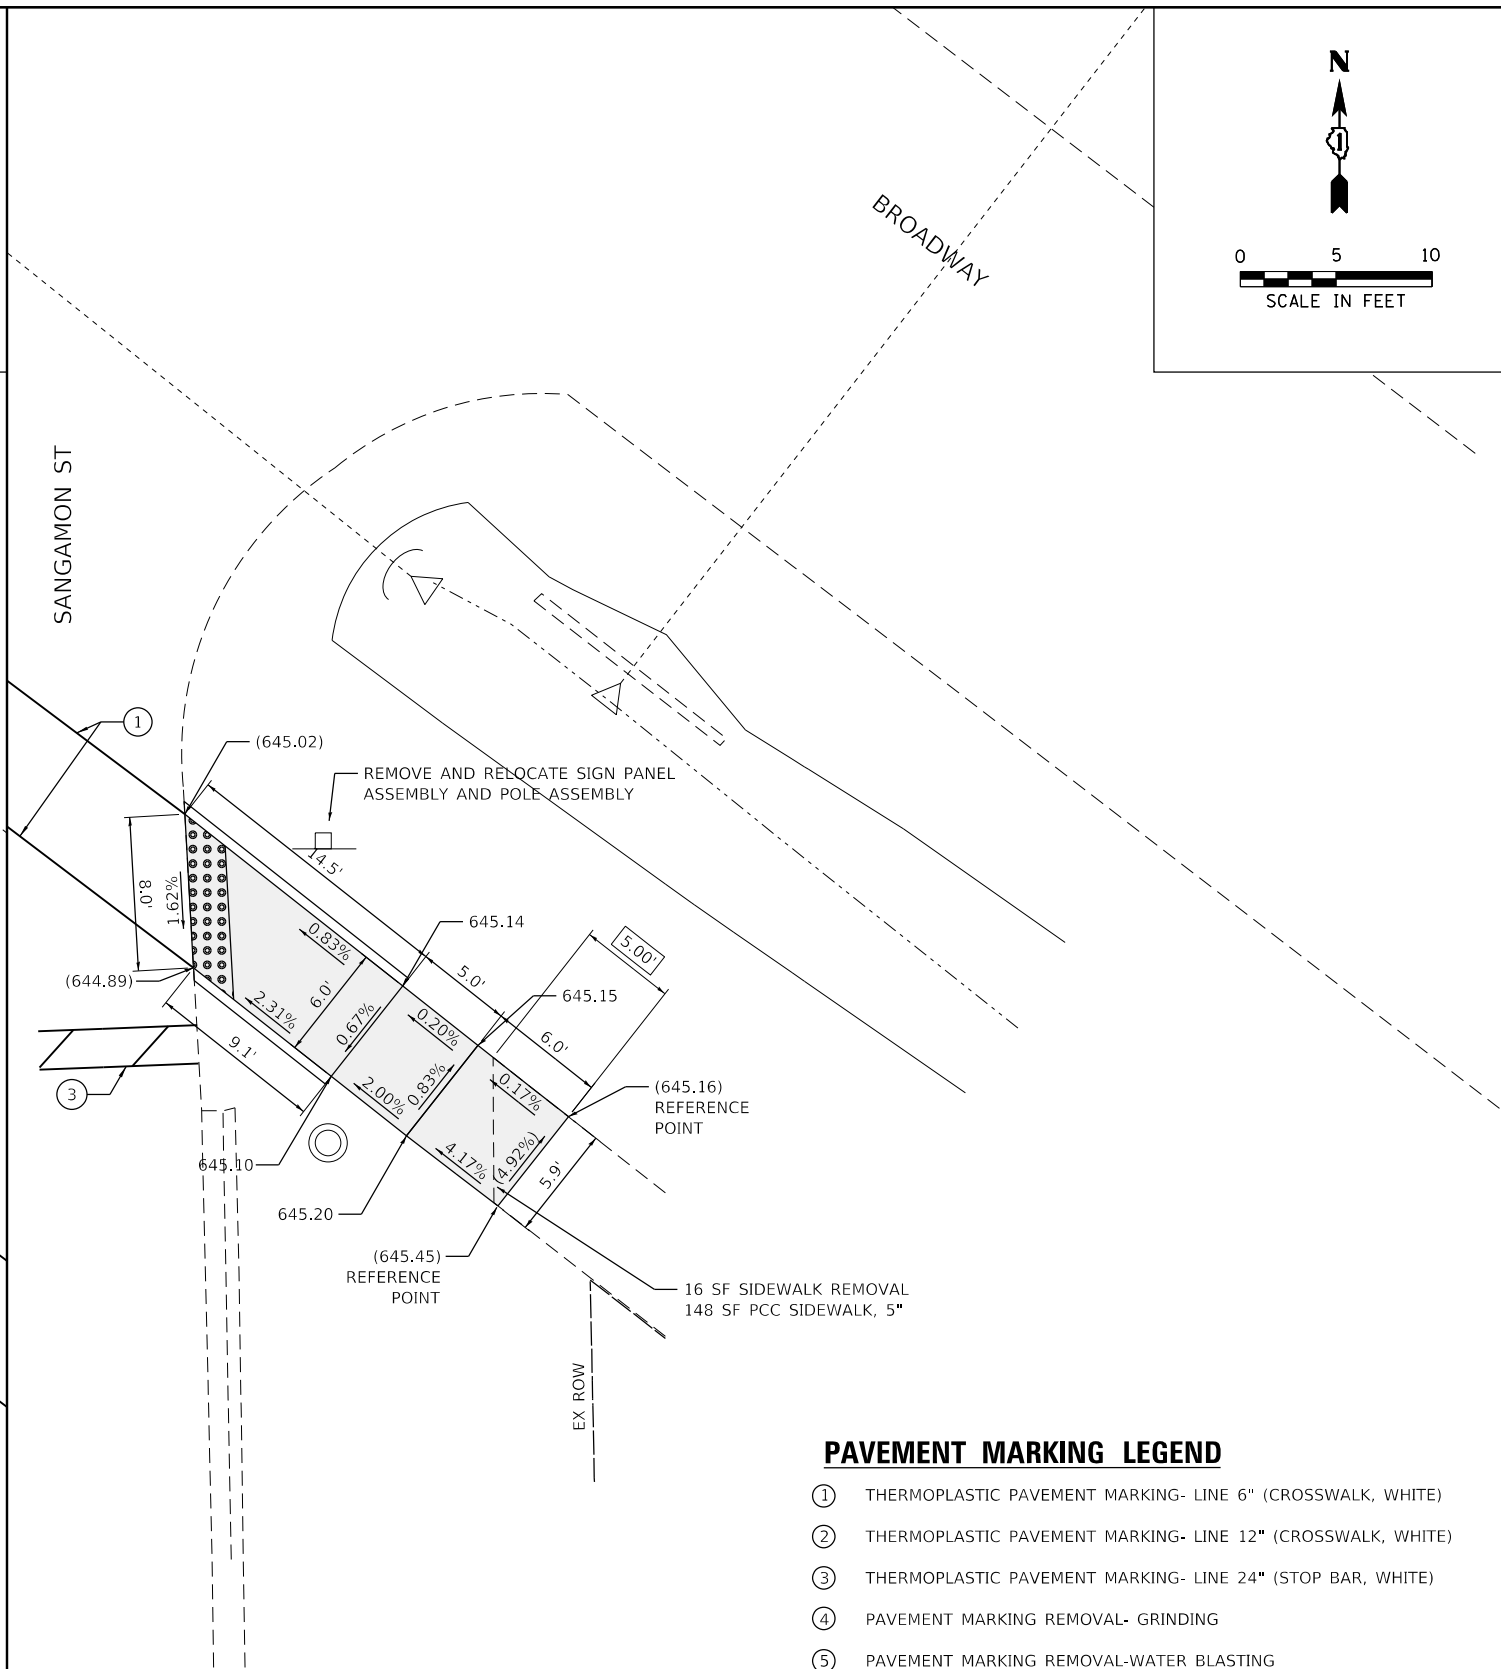 N
1
0 5 10
SCALE IN FEET
BROADWAY
SANGAMON ST
1
(645.02)
REMOVE AND RELOCATE SIGN PANEL
ASSEMBLY AND POLE ASSEMBLY
14.5'
8.0'
1.62%
0.83%
645.14
5.00'
5.0'
(644.89)
2.31%
6.0'
0.67%
645.15
0.20%
6.0'
9.1'
3
2.00%
0.83%
0.17%
(645.16)
REFERENCE
POINT
4.17%
(4.92%)
5.9'
645.10
645.20
(645.45)
REFERENCE
POINT
16 SF SIDEWALK REMOVAL
148 SF PCC SIDEWALK, 5"
EX ROW
PAVEMENT MARKING LEGEND
1 THERMOPLASTIC PAVEMENT MARKING- LINE 6" (CROSSWALK, WHITE)
2 THERMOPLASTIC PAVEMENT MARKING- LINE 12" (CROSSWALK, WHITE)
3 THERMOPLASTIC PAVEMENT MARKING- LINE 24" (STOP BAR, WHITE)
4 PAVEMENT MARKING REMOVAL- GRINDING
5 PAVEMENT MARKING REMOVAL-WATER BLASTING